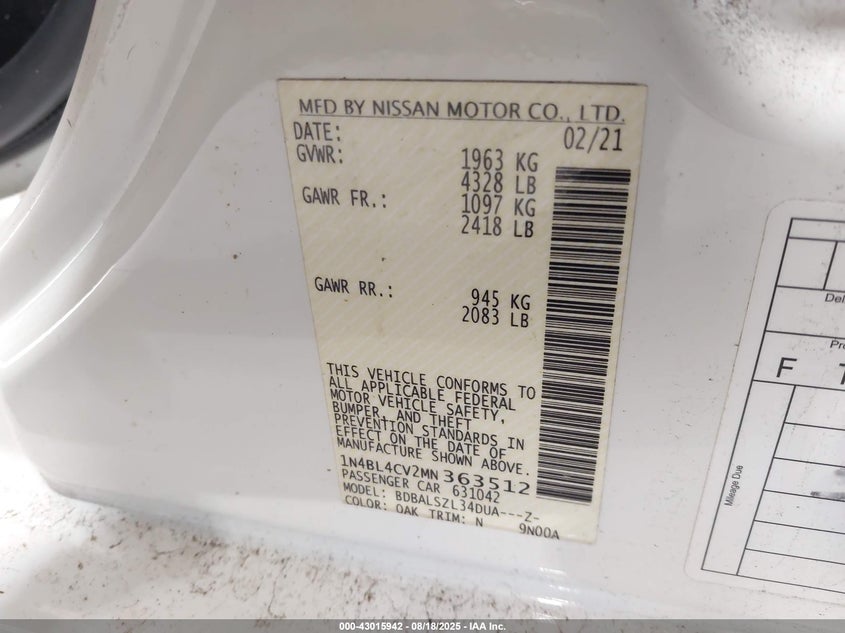 MFD BY NISSAN MOTOR CO., LTD.
DATE: 02/21
GVWR: 1963 KG
4328 LB
GAWR FR.: 1097 KG
2418 LB
GAWR RR.: 945 KG
2083 LB
THIS VEHICLE CONFORMS TO
ALL APPLICABLE FEDERAL
MOTOR VEHICLE SAFETY,
BUMPER, AND THEFT
PREVENTION STANDARDS IN
EFFECT ON THE DATE OF
MANUFACTURE SHOWN ABOVE.
1N4BL4CV2MN363512
PASSENGER CAR 631042
MODEL: BDBALSZL34DUA---Z-
COLOR: OAK TRIM: N 9N00A
F
Mileage Due
000-43015942 - 08/18/2025 - IAA Inc.